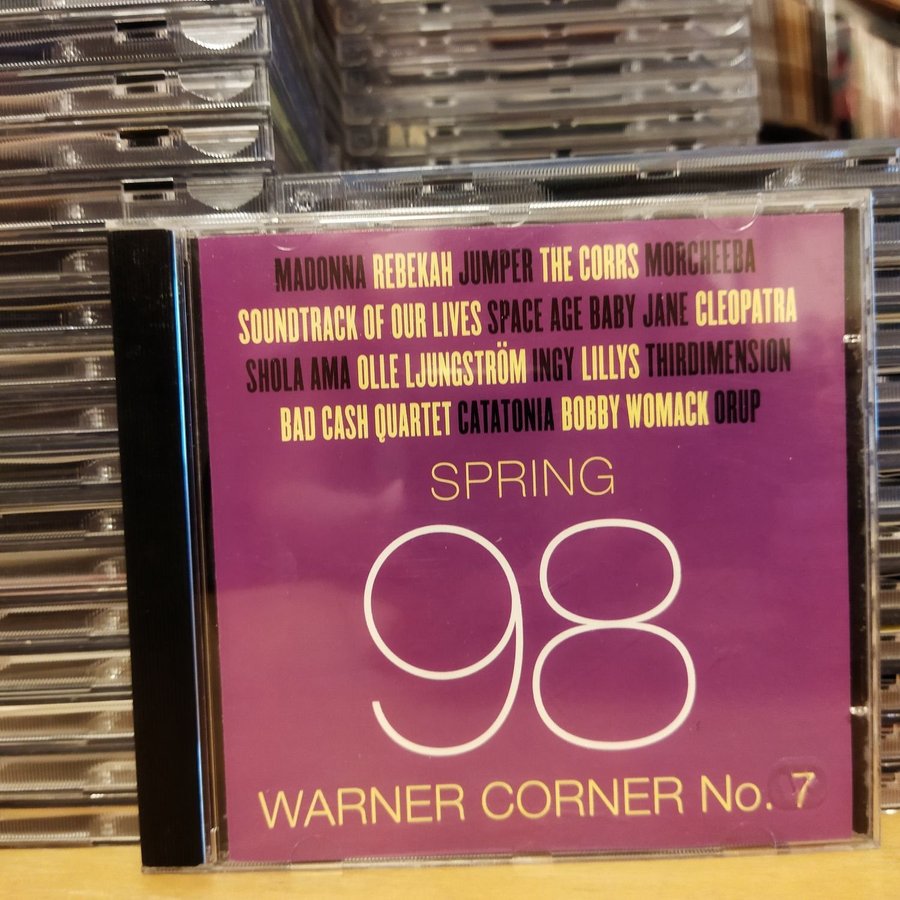 MADONNA REBEKAH JUMPER THE CORRS MORCHEEBA
SOUNDTRACK OF OUR LIVES SPACE AGE BABY JANE CLEOPATRA
SHOLA AMA OLLE LJUNGSTRÖM INGY LILLYS THIRDIMENSION
BAD CASH QUARTET CATATONIA BOBBY WOMACK ORUP
SPRING
98
WARNER CORNER No. 7